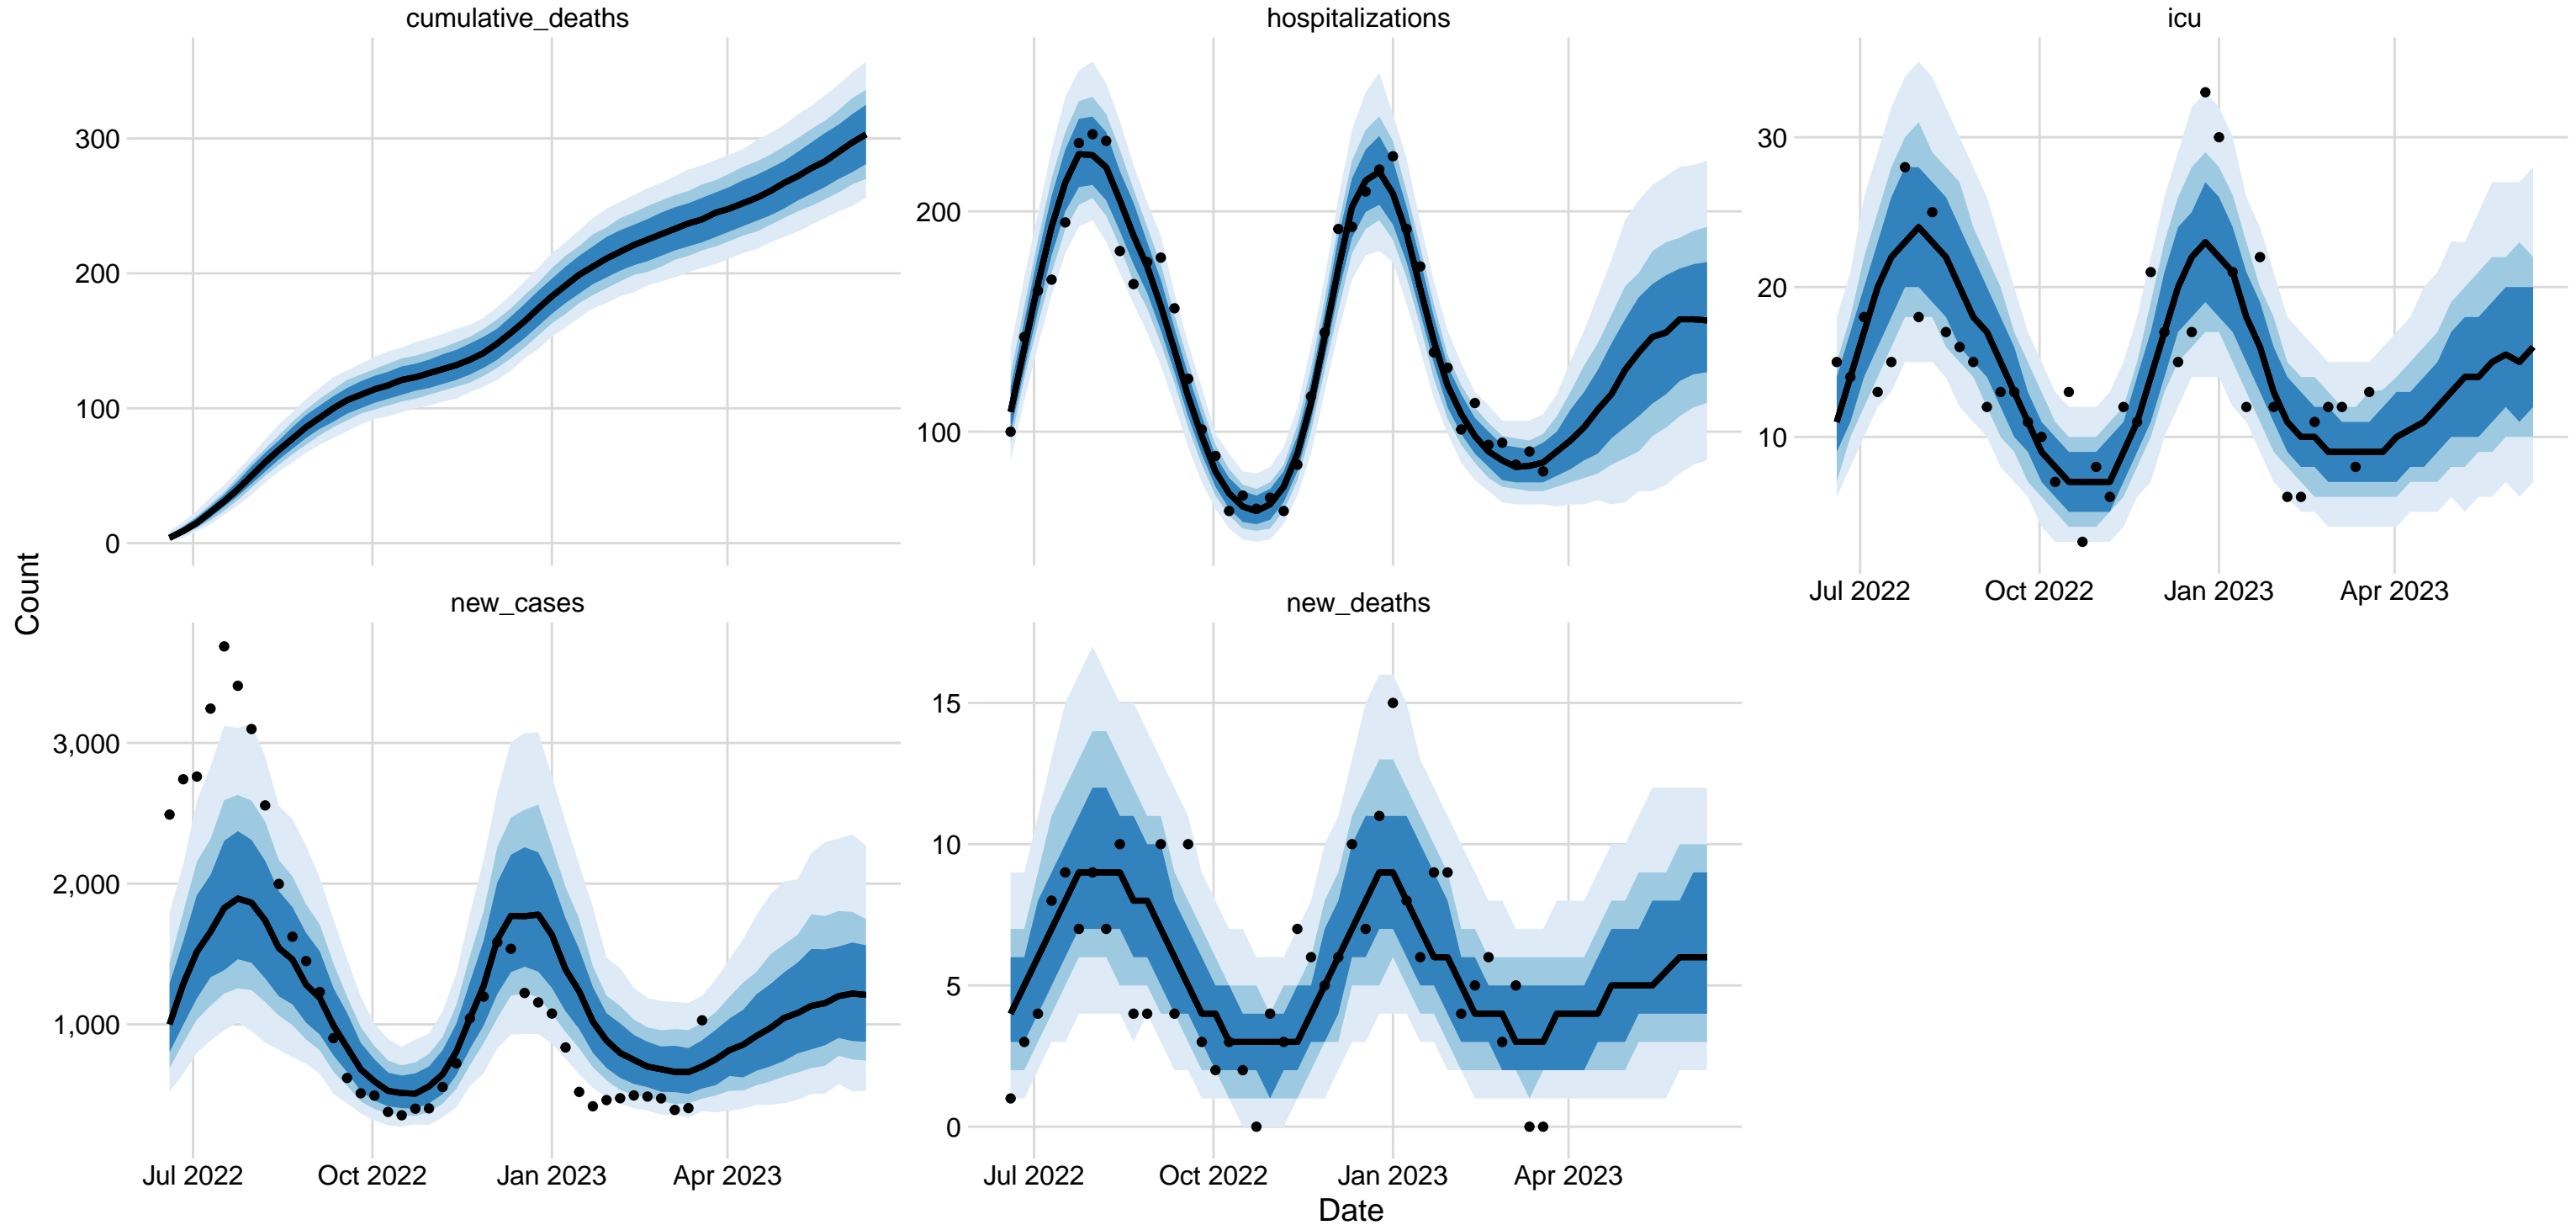 cumulative_deaths
hospitalizations
icu
300
200
100
0
200
100
30
20
10
Jul 2022 Oct 2022 Jan 2023 Apr 2023
Count
new_cases
new_deaths
3,000
2,000
1,000
15
10
5
0
Jul 2022 Oct 2022 Jan 2023 Apr 2023
Jul 2022 Oct 2022 Jan 2023 Apr 2023
Date